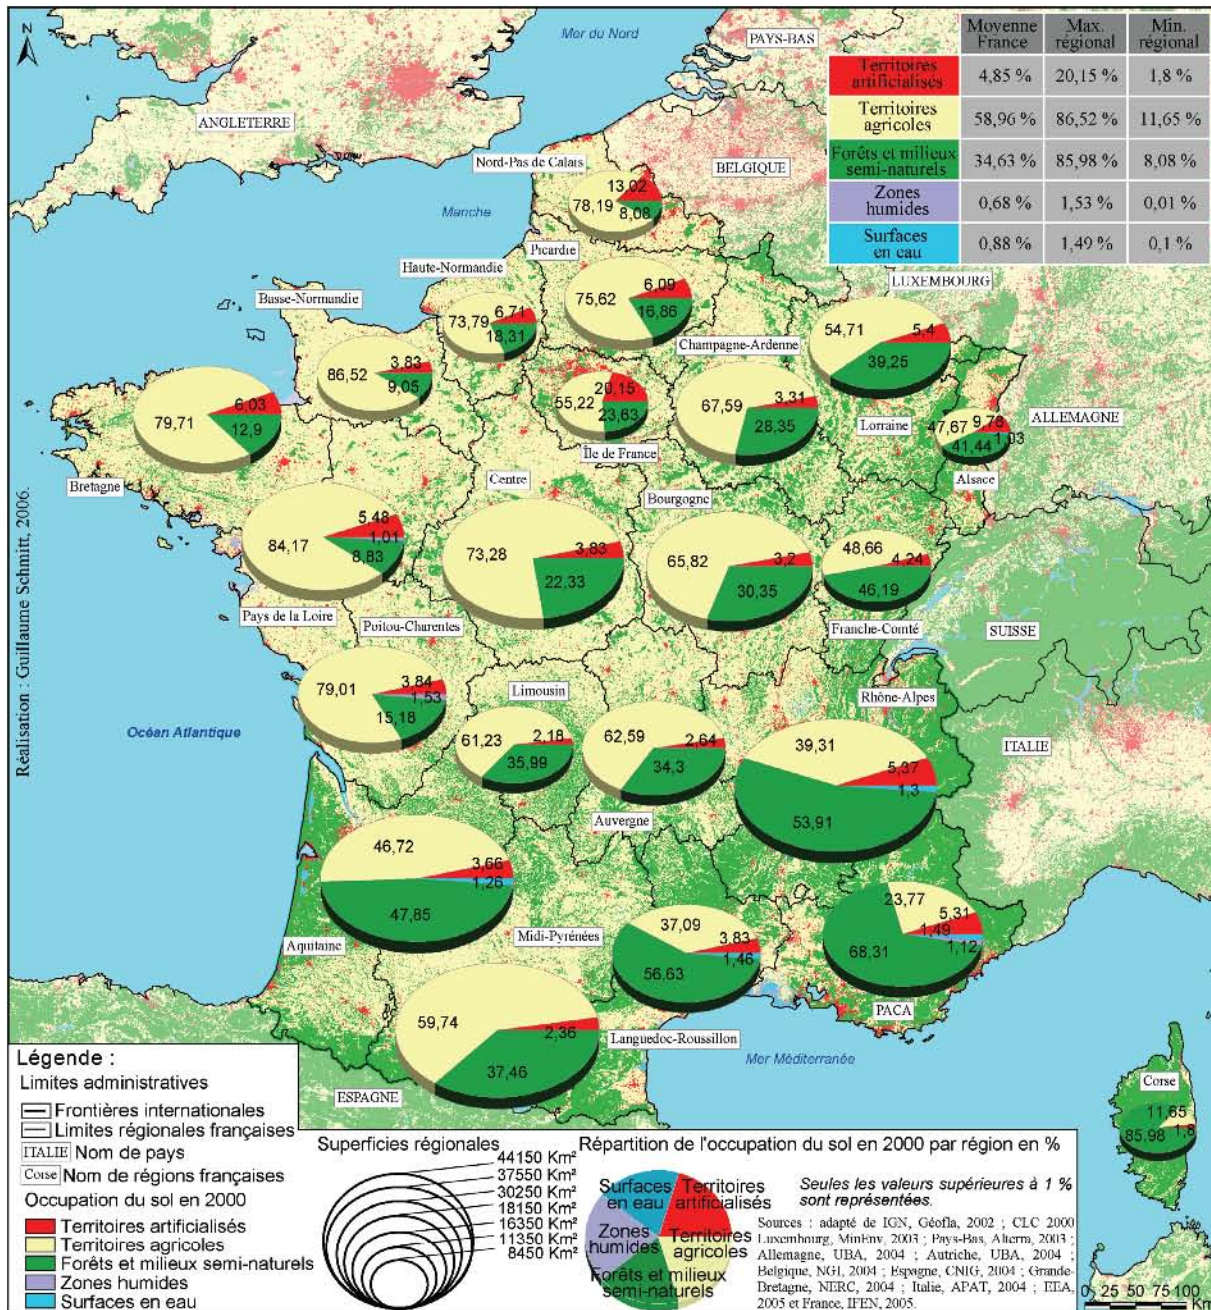 N
Mer du Nord
PAYS-BAS
ANGLETERRE
BELGIQUE
Manche
LUXEMBOURG
ALLEMAGNE
SUISSE
ITALIE
Océan Atlantique
Mer Méditerranée
ESPAGNE
Moyenne France
Max. régional
Min. régional
Territoires artificialisés 4,85 % 20,15 % 1,8 %
Territoires agricoles 58,96 % 86,52 % 11,65 %
Forêts et milieux semi-naturels 34,63 % 85,98 % 8,08 %
Zones humides 0,68 % 1,53 % 0,01 %
Surfaces en eau 0,88 % 1,49 % 0,1 %
Nord-Pas de Calais
13,02
78,19
8,08
Picardie
6,09
75,62
16,86
Haute-Normandie
6,71
73,79
18,31
Basse-Normandie
3,83
86,52
9,05
Bretagne
6,03
79,71
12,9
Île de France
20,15
55,22
23,63
Champagne-Ardenne
3,31
67,59
28,35
Lorraine
54,71
5,4
39,25
Alsace
47,67
9,78
1,03
41,44
Pays de la Loire
5,48
1,01
84,17
8,83
Centre
73,28
3,83
22,33
Bourgogne
65,82
3,2
30,35
Franche-Comté
48,66
4,24
46,19
Poitou-Charentes
79,01
3,84
1,53
15,18
Limousin
61,23
2,18
35,99
Auvergne
62,59
2,64
34,3
Rhône-Alpes
39,31
5,37
1,3
53,91
Aquitaine
46,72
3,66
1,26
47,85
Midi-Pyrénées
59,74
2,36
37,46
Languedoc-Roussillon
37,09
3,83
1,46
56,63
PACA
23,77
5,31
1,49
1,12
68,31
Corse
11,65
1,8
85,98
Réalisation : Guillaume Schmitt, 2006.
Légende :
Limites administratives
Frontières internationales
Limites régionales françaises
ITALIE Nom de pays
Corse Nom de régions françaises
Occupation du sol en 2000
Territoires artificialisés
Territoires agricoles
Forêts et milieux semi-naturels
Zones humides
Surfaces en eau
Superficies régionales
44150 Km²
37550 Km²
30250 Km²
18150 Km²
16350 Km²
11350 Km²
8450 Km²
Répartition de l'occupation du sol en 2000 par région en %
Surfaces en eau
Territoires artificialisés
Zones humides
Territoires agricoles
Forêts et milieux semi-naturels
Seules les valeurs supérieures à 1 %
sont représentées.
Sources : adapté de IGN, Géofla, 2002 ; CLC 2000
Luxembourg, MinEnv, 2003 ; Pays-Bas, Alterra, 2003 ;
Allemagne, UBA, 2004 ; Autriche, UBA, 2004 ;
Belgique, NGI, 2004 ; Espagne, CNIG, 2004 ; Grande-
Bretagne, NERC, 2004 ; Italie, APAT, 2004 ; EEA,
2005 et France, IFEN, 2005.
0 25 50 75 100
Km